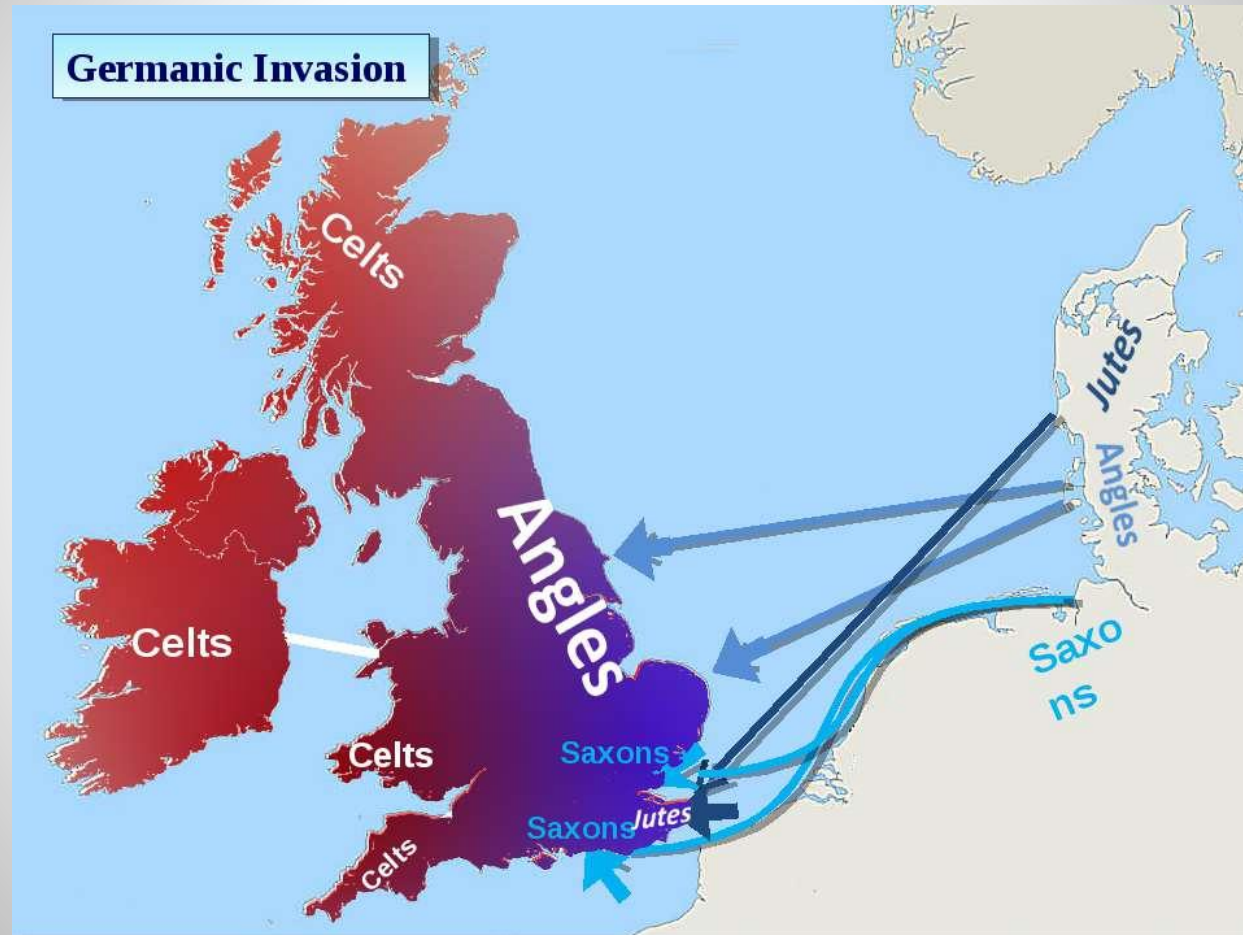 Germanic Invasion
Celts
Jutes
Angles
Angles
Celts
Saxo
ns
Saxons
Celts
Jutes
Saxons
Celts